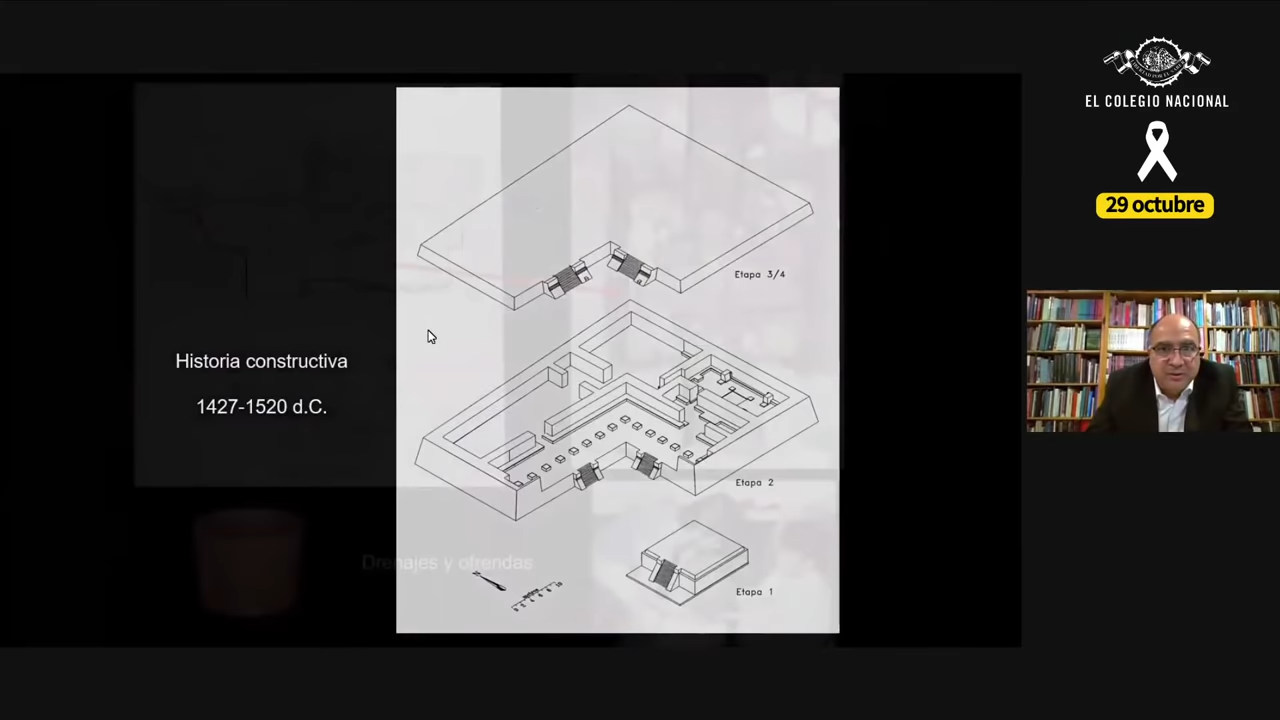 EL COLEGIO NACIONAL
29 octubre
Etapa 3/4
Historia constructiva
1427-1520 d.C.
Etapa 2
Drenajes y ofrendas
Etapa 1